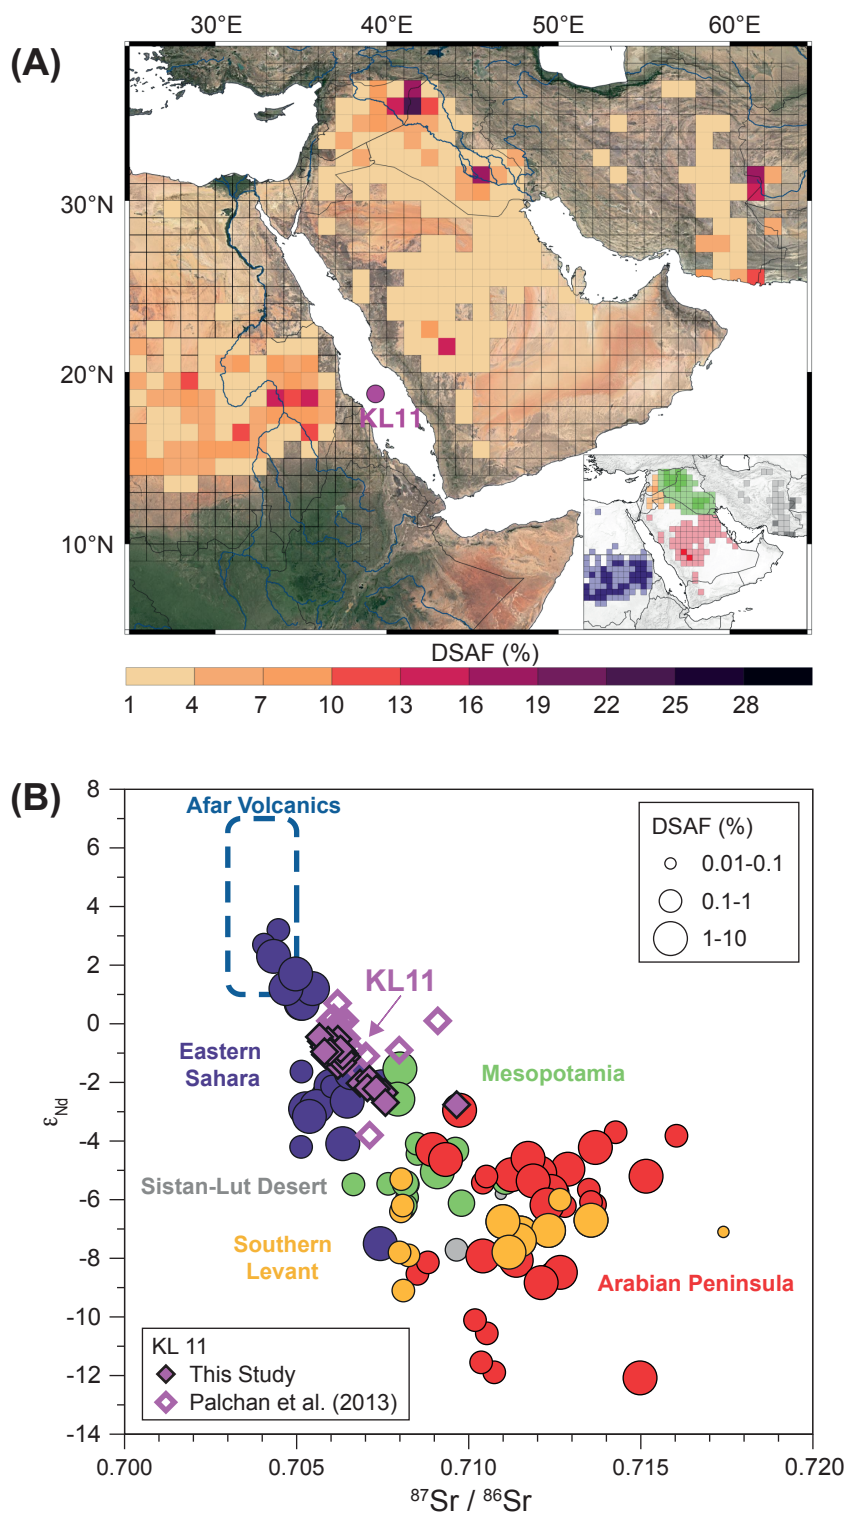 30°E 40°E 50°E 60°E
(A)
30°N
20°N
KL11
10°N
DSAF (%)
1 4 7 10 13 16 19 22 25 28
(B)
8
Afar Volcanics
DSAF (%)
6
0.01-0.1
4
0.1-1
1-10
2
KL11
0
Eastern
Sahara
Mesopotamia
-2
εNd
-4
Sistan-Lut Desert
-6
Southern
Levant
-8
Arabian Peninsula
-10
KL 11
This Study
Palchan et al. (2013)
-12
-14
0.700 0.705 0.710 0.715 0.720
⁸⁷Sr / ⁸⁶Sr